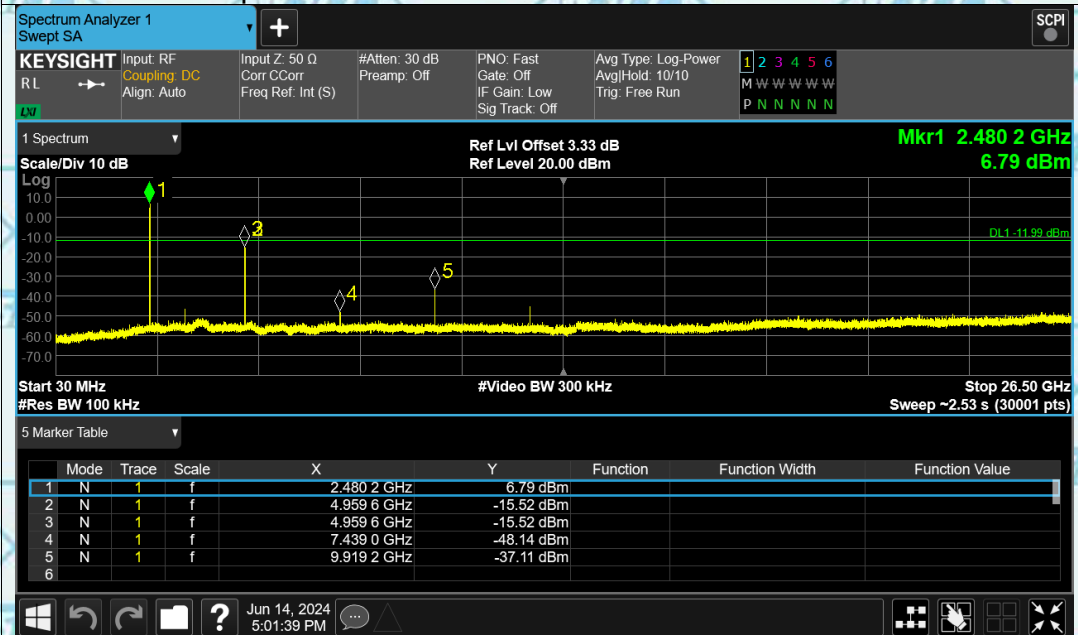 Spectrum Analyzer 1
Swept SA
SCPI
KEYSIGHT
RL
LXI
Input: RF
Coupling: DC
Align: Auto
Input Z: 50 Ω
Corr CCorr
Freq Ref: Int (S)
#Atten: 30 dB
Preamp: Off
PNO: Fast
Gate: Off
IF Gain: Low
Sig Track: Off
Avg Type: Log-Power
Avg|Hold: 10/10
Trig: Free Run
1 2 3 4 5 6
M W W W W W
P N N N N N
1 Spectrum
Scale/Div 10 dB
Ref Lvl Offset 3.33 dB
Ref Level 20.00 dBm
Mkr1 2.480 2 GHz
6.79 dBm
Log
10.0
0.00
-10.0
-20.0
-30.0
-40.0
-50.0
-60.0
-70.0
1
4
5
DL1 -11.99 dBm
Start 30 MHz
#Res BW 100 kHz
#Video BW 300 kHz
Stop 26.50 GHz
Sweep ~2.53 s (30001 pts)
5 Marker Table
Mode Trace Scale X Y Function Function Width Function Value
1 N 1 f 2.480 2 GHz 6.79 dBm
2 N 1 f 4.959 6 GHz -15.52 dBm
3 N 1 f 4.959 6 GHz -15.52 dBm
4 N 1 f 7.439 0 GHz -48.14 dBm
5 N 1 f 9.919 2 GHz -37.11 dBm
6
?
Jun 14, 2024
5:01:39 PM